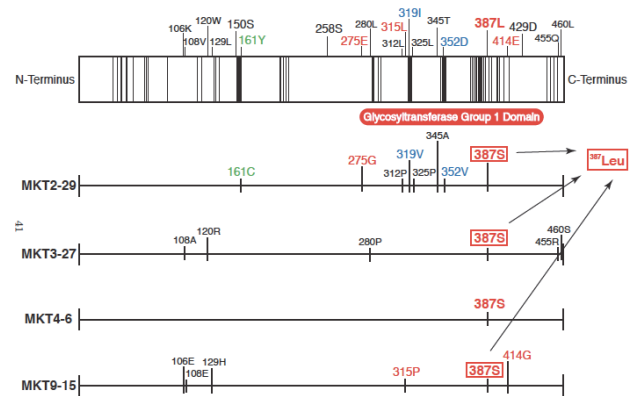 106K 108V 120W 129L 150S 161Y 258S 275E 280L 312L 315L 319I 325L 345T 352D 387L 414E 429D 455Q 460L
N-Terminus C-Terminus
Glycosyltransferase Group 1 Domain
MKT2-29 161C 275G 312P 319V 325P 345A 352V 387S
387Leu
41
MKT3-27 108A 120R 280P 387S 455R 460S
MKT4-6 387S
MKT9-15 106E 108E 129H 315P 387S 414G